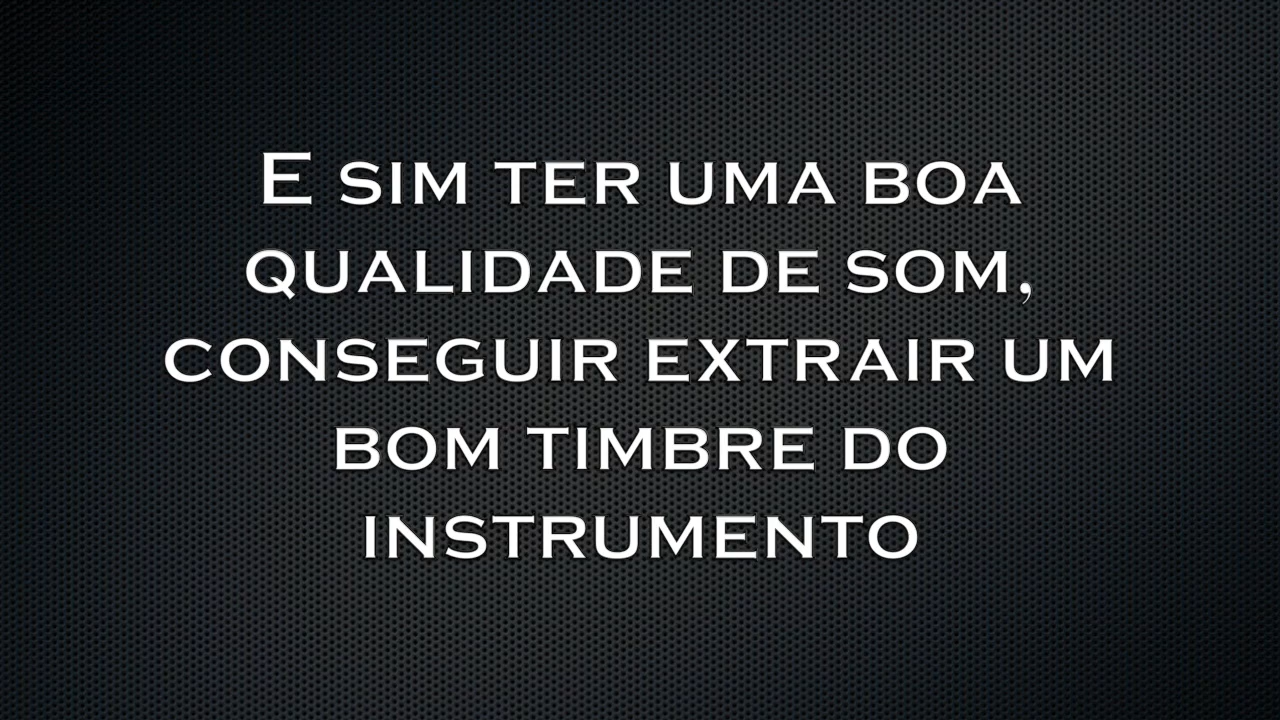 E SIM TER UMA BOA
QUALIDADE DE SOM,
CONSEGUIR EXTRAIR UM
BOM TIMBRE DO
INSTRUMENTO